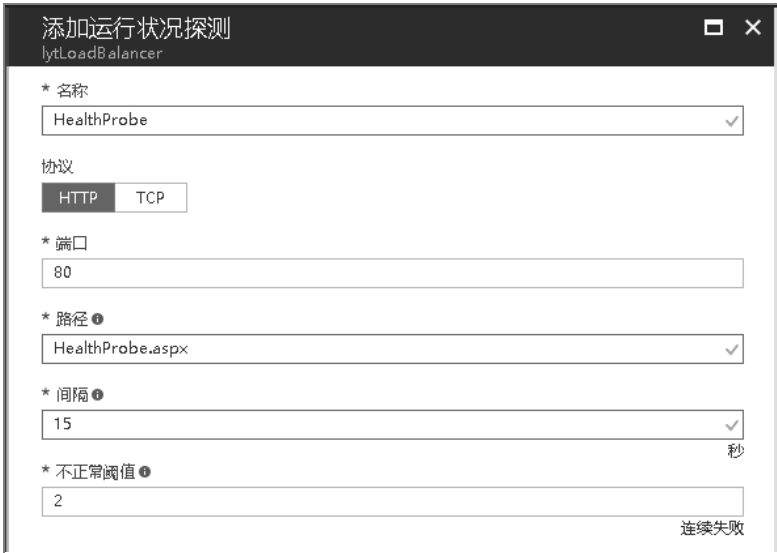 添加运行状况探测
lytLoadBalancer
* 名称
HealthProbe
协议
HTTP TCP
* 端口
80
* 路径
HealthProbe.aspx
* 间隔
15
秒
* 不正常阈值
2
连续失败